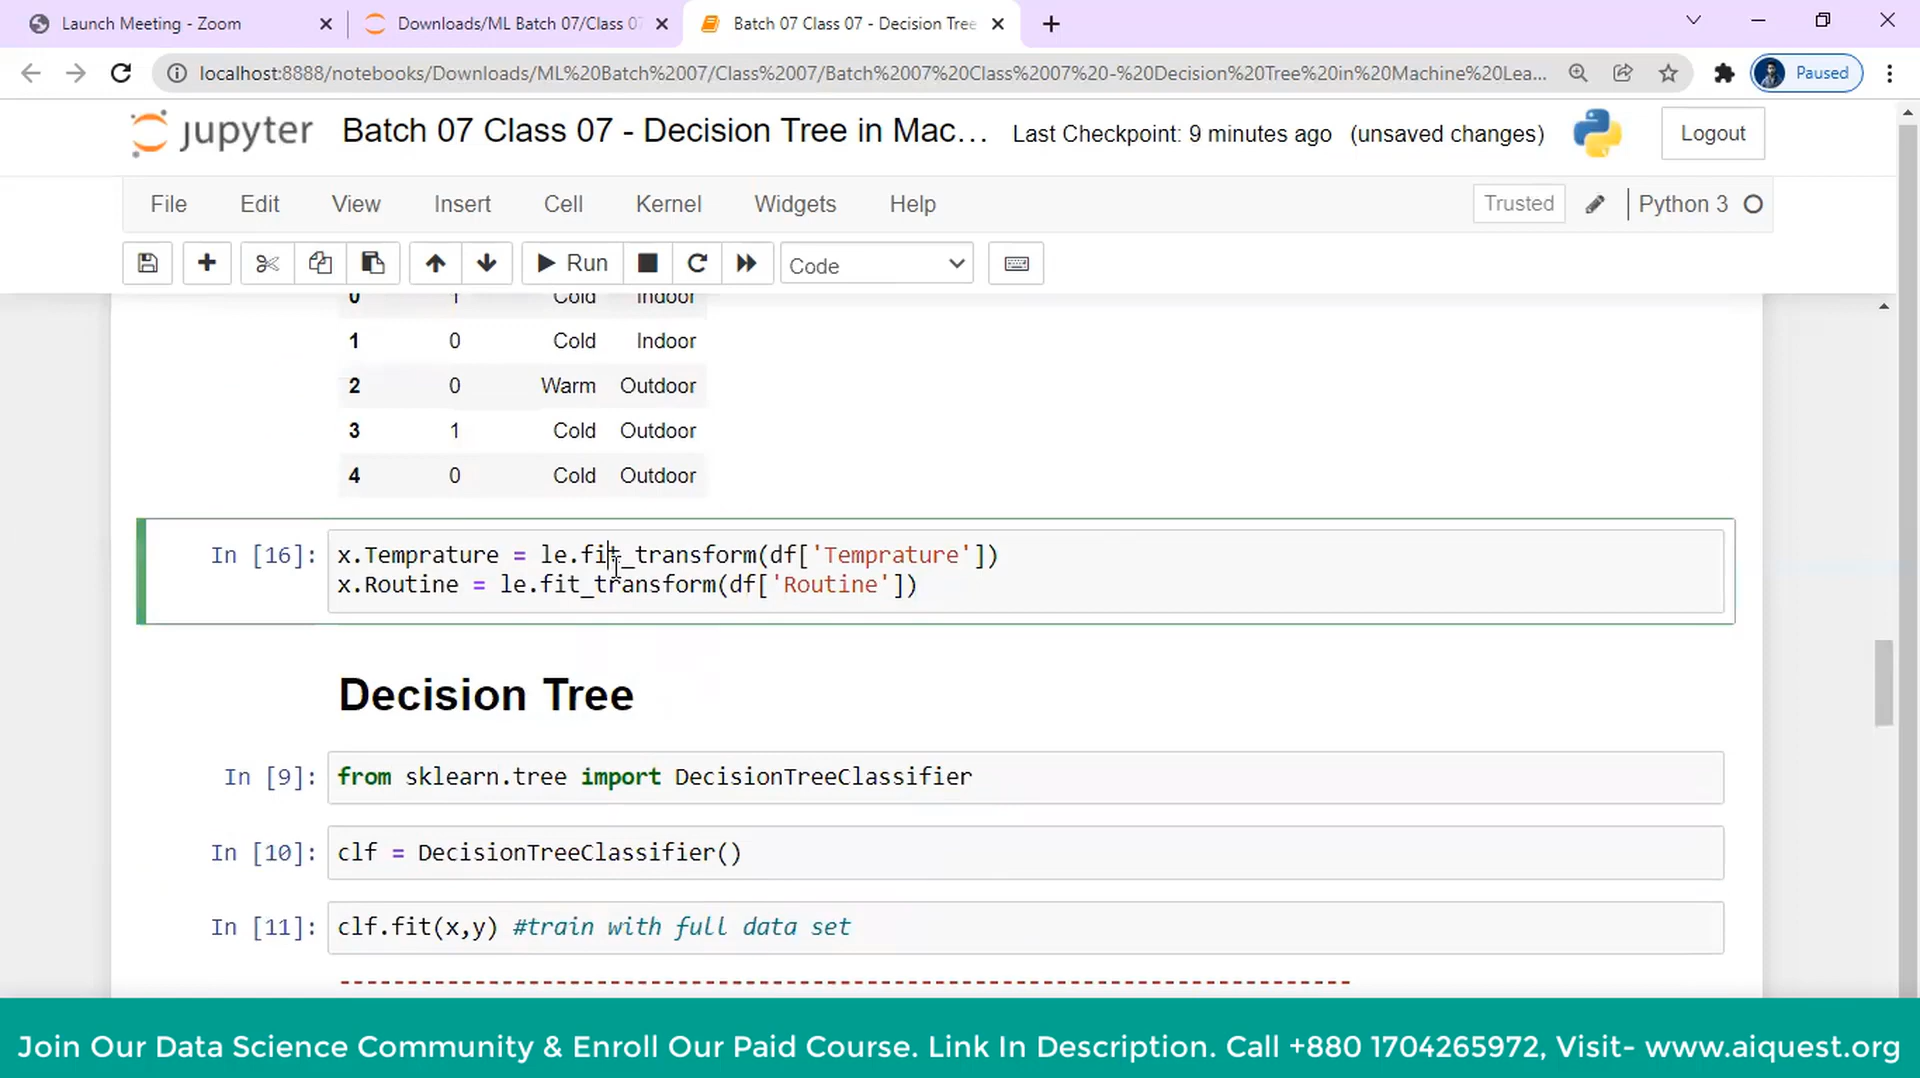 Launch Meeting - Zoom
Downloads/ML Batch 07/Class 07
Batch 07 Class 07 - Decision Tree
localhost:8888/notebooks/Downloads/ML%20Batch%2007/Class%2007/Batch%2007%20Class%2007%20-%20Decision%20Tree%20in%20Machine%20Lea...
Paused
jupyter
Batch 07 Class 07 - Decision Tree in Mac...
Last Checkpoint: 9 minutes ago (unsaved changes)
Logout
File Edit View Insert Cell Kernel Widgets Help
Trusted
Python 3
Run
Code
0 1 Cold Indoor
1 0 Cold Indoor
2 0 Warm Outdoor
3 1 Cold Outdoor
4 0 Cold Outdoor
In [16]: x.Temprature = le.fit_transform(df['Temprature'])
x.Routine = le.fit_transform(df['Routine'])
Decision Tree
In [9]: from sklearn.tree import DecisionTreeClassifier
In [10]: clf = DecisionTreeClassifier()
In [11]: clf.fit(x,y) #train with full data set
---------------------------------------------------------------------------
Join Our Data Science Community & Enroll Our Paid Course. Link In Description. Call +880 1704265972, Visit- www.aiquest.org